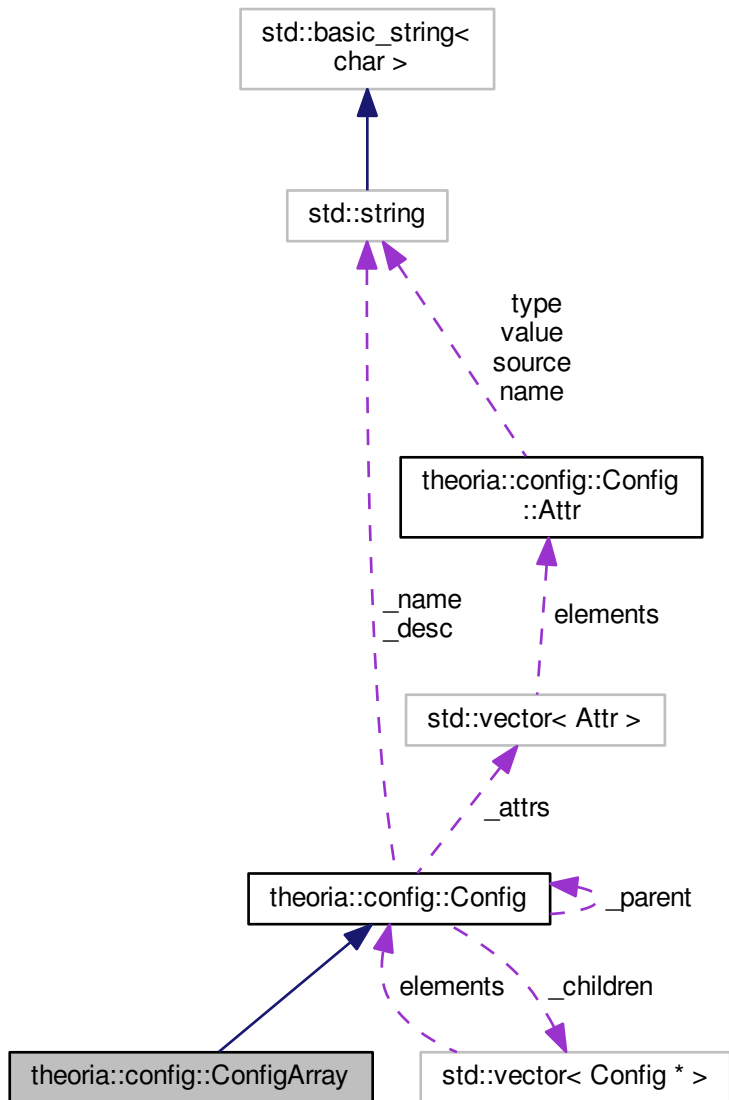 std::basic_string<
char >
std::string
type
value
source
name
theoria::config::Config
::Attr
_name
_desc
elements
std::vector< Attr >
_attrs
theoria::config::Config
_parent
elements
_children
theoria::config::ConfigArray
std::vector< Config * >